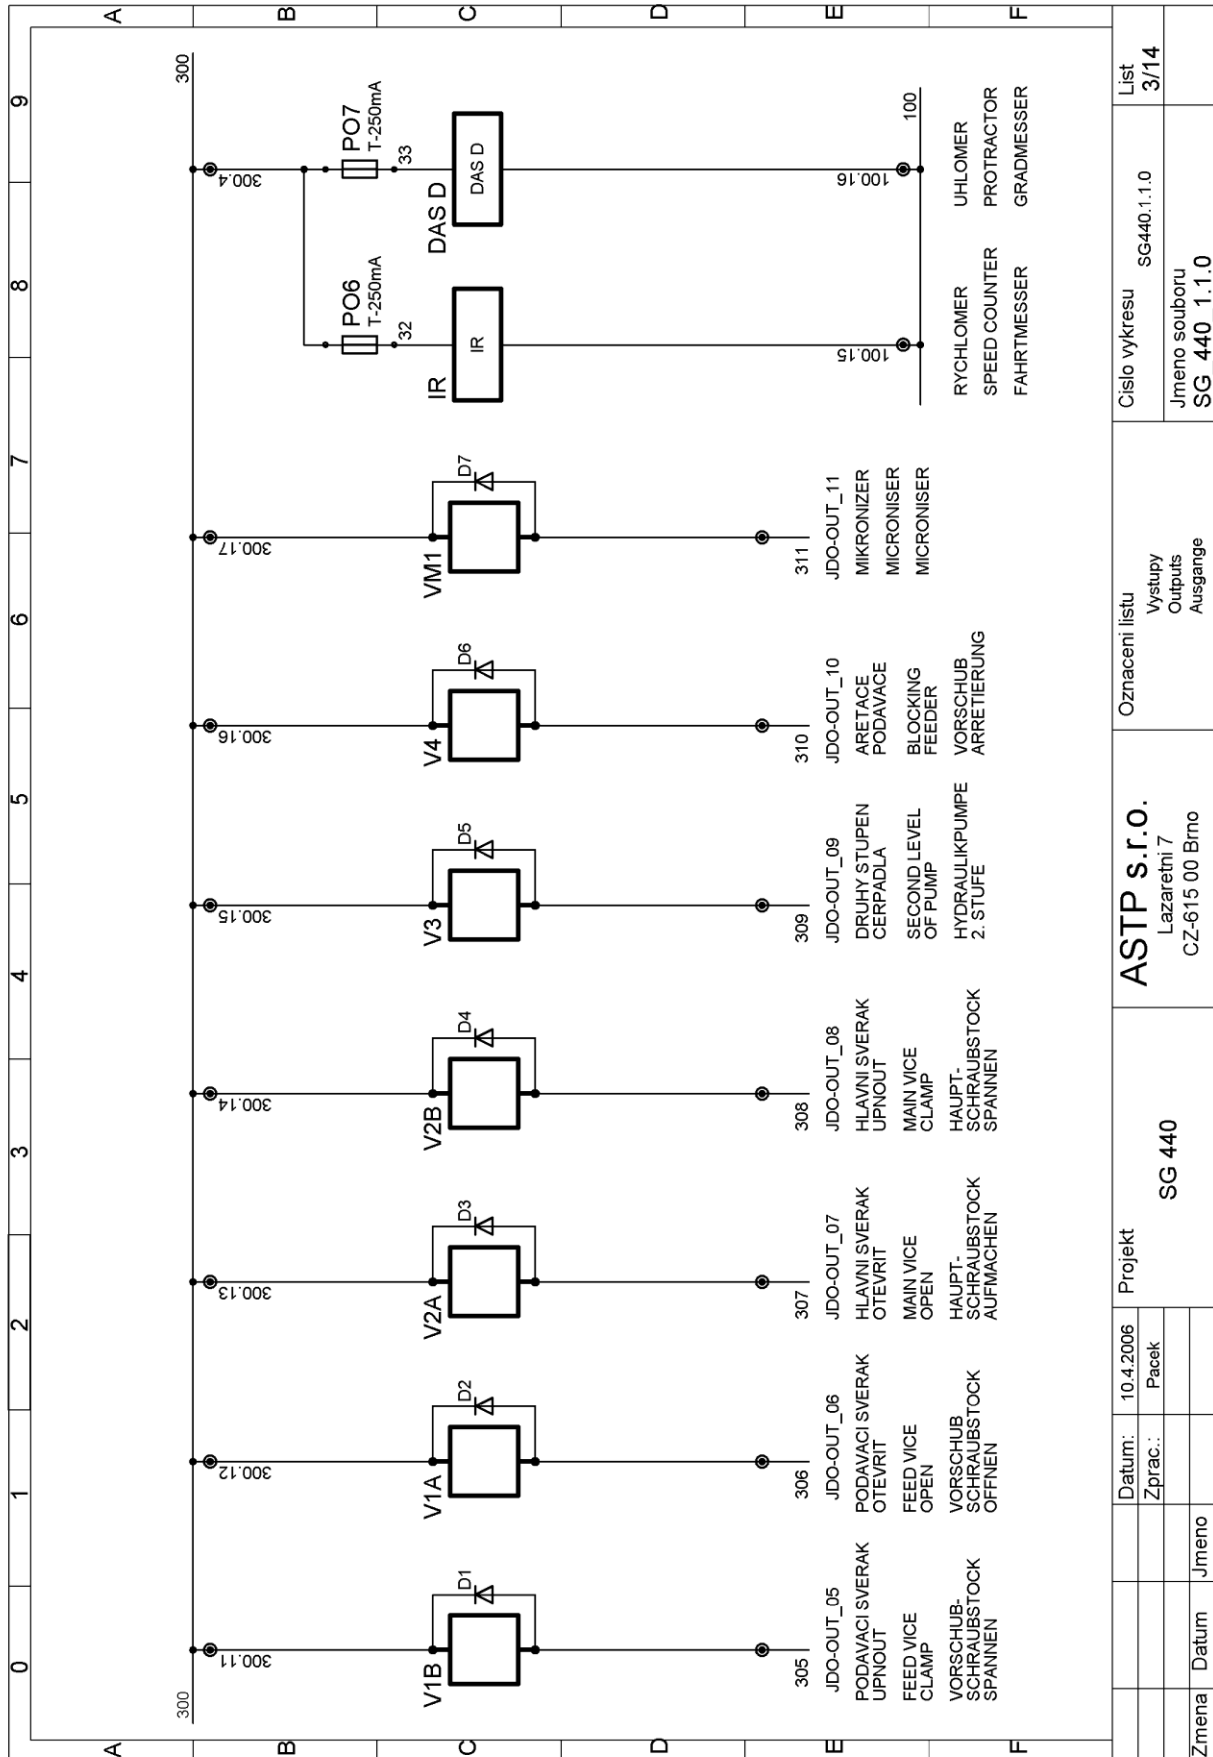 0 1 2 3 4 5 6 7 8 9
A A
B B
C C
D D
E E
F F
300 300
300.11
300.12
300.13
300.14
300.15
300.16
300.17
300.4
PO6
T-250mA
32
PO7
T-250mA
33
V1B D1
V1A D2
V2A D3
V2B D4
V3 D5
V4 D6
VM1 D7
IR
IR
DAS D
DAS D
100.15
100.16
100
305
JDO-OUT_05
PODAVACI SVERAK
UPNOUT
FEED VICE
CLAMP
VORSCHUB-
SCHRAUBSTOCK
SPANNEN
306
JDO-OUT_06
PODAVACI SVERAK
OTEVRIT
FEED VICE
OPEN
VORSCHUB
SCHRAUBSTOCK
OFFNEN
307
JDO-OUT_07
HLAVNI SVERAK
OTEVRIT
MAIN VICE
OPEN
HAUPT-
SCHRAUBSTOCK
AUFMACHEN
308
JDO-OUT_08
HLAVNI SVERAK
UPNOUT
MAIN VICE
CLAMP
HAUPT-
SCHRAUBSTOCK
SPANNEN
309
JDO-OUT_09
DRUHY STUPEN
CERPADLA
SECOND LEVEL
OF PUMP
HYDRAULIKPUMPE
2. STUFE
310
JDO-OUT_10
ARETACE
PODAVACE
BLOCKING
FEEDER
VORSCHUB
ARRETIERUNG
311
JDO-OUT_11
MIKRONIZER
MICRONISER
MICRONISER
RYCHLOMER
SPEED COUNTER
FAHRTMESSER
UHLOMER
PROTRACTOR
GRADMESSER
Zmena Datum Jmeno
Datum: 10.4.2006
Zprac.: Pacek
Projekt
SG 440
ASTP s.r.o.
Lazaretni 7
CZ-615 00 Brno
Oznaceni listu
Vystupy
Outputs
Ausgange
Cislo vykresu
SG440.1.1.0
Jmeno souboru
SG_440_1.1.0
List
3/14